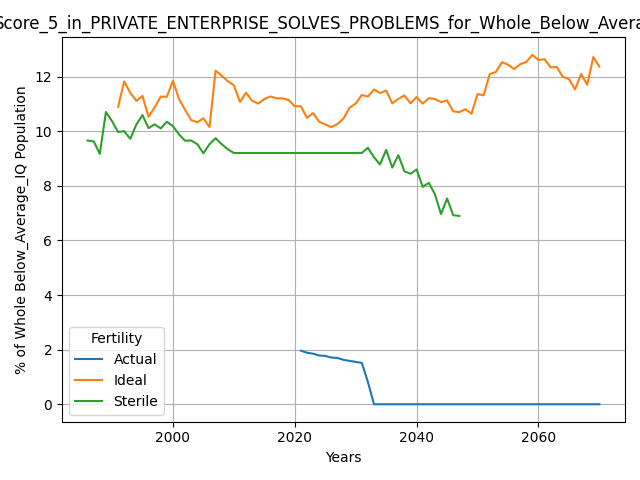 Score_5_in_PRIVATE_ENTERPRISE_SOLVES_PROBLEMS_for_Whole_Below_Avera
% of Whole Below_Average_IQ Population
12
10
8
6
4
2
0
Fertility
Actual
Ideal
Sterile
2000
2020
2040
2060
Years